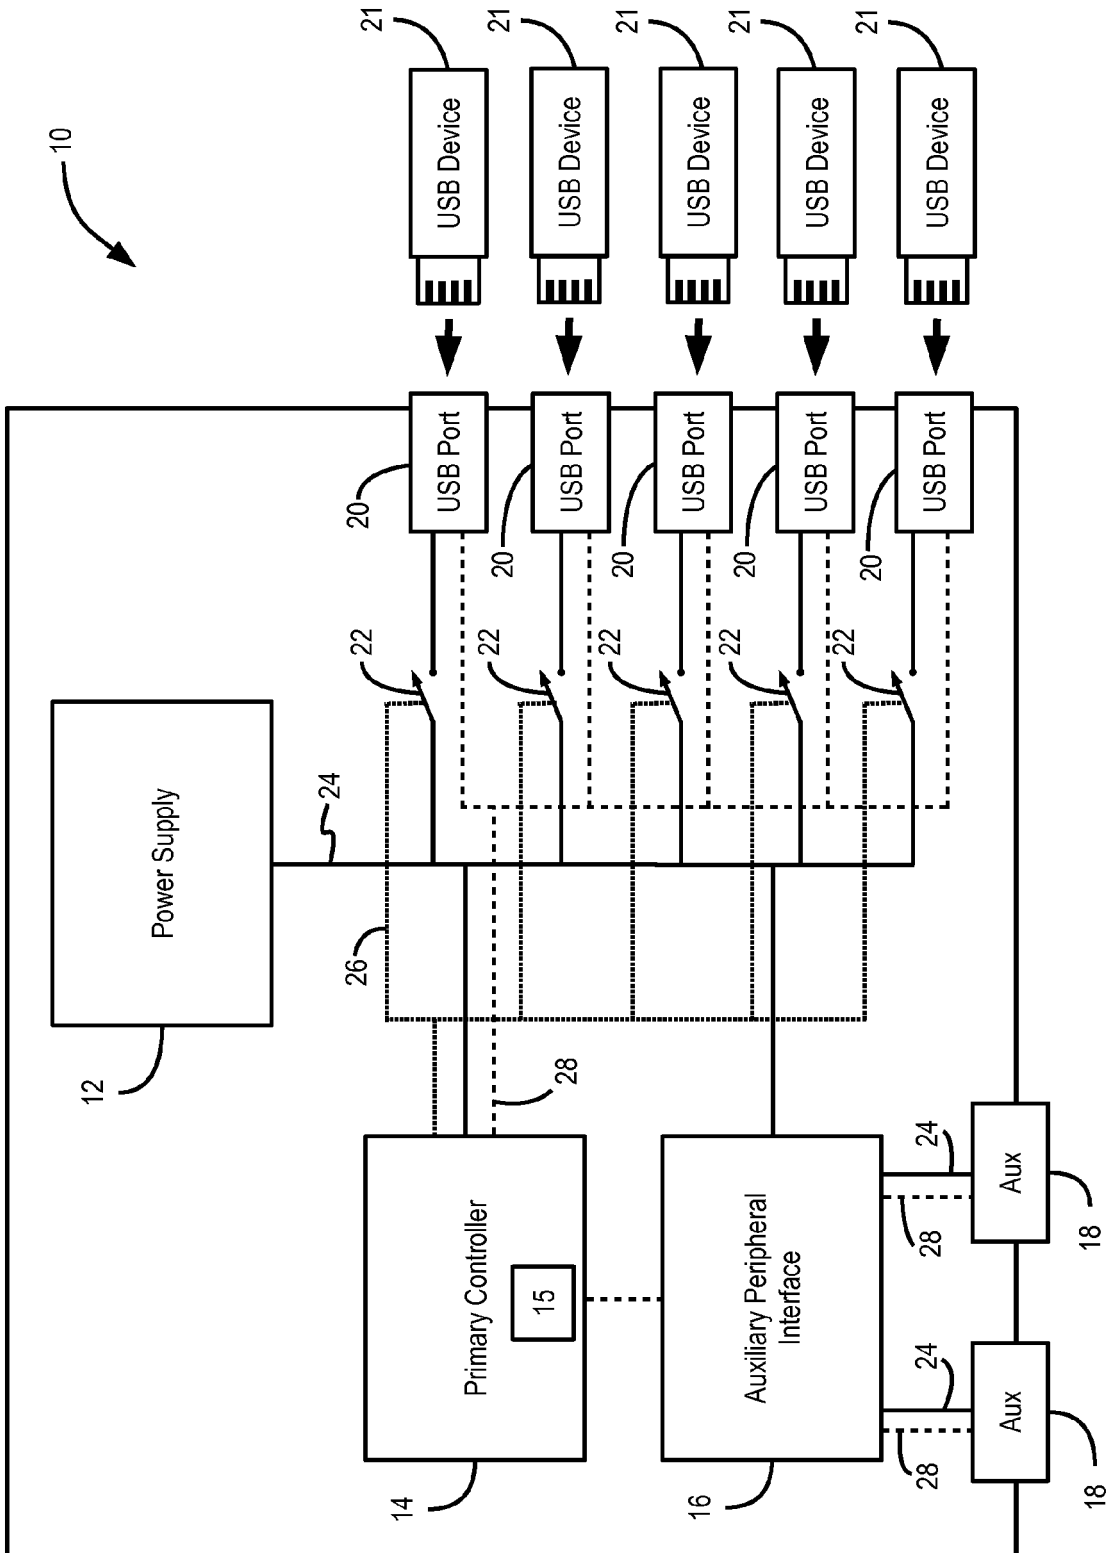 10
12
Power Supply
24
26
22
20
21
14
USB Port
USB Device
Primary Controller
22
20
21
15
28
USB Port
USB Device
22
20
21
USB Port
USB Device
16
22
20
21
Auxiliary Peripheral
Interface
USB Port
USB Device
22
20
21
28
24
28
24
USB Port
USB Device
Aux
Aux
18
18